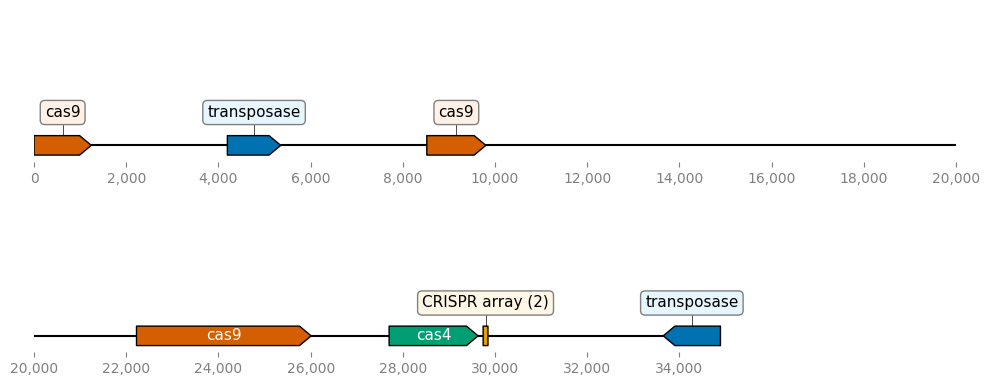 cas9 transposase cas9
0 2,000 4,000 6,000 8,000 10,000 12,000 14,000 16,000 18,000 20,000
CRISPR array (2) transposase
cas9 cas4
20,000 22,000 24,000 26,000 28,000 30,000 32,000 34,000